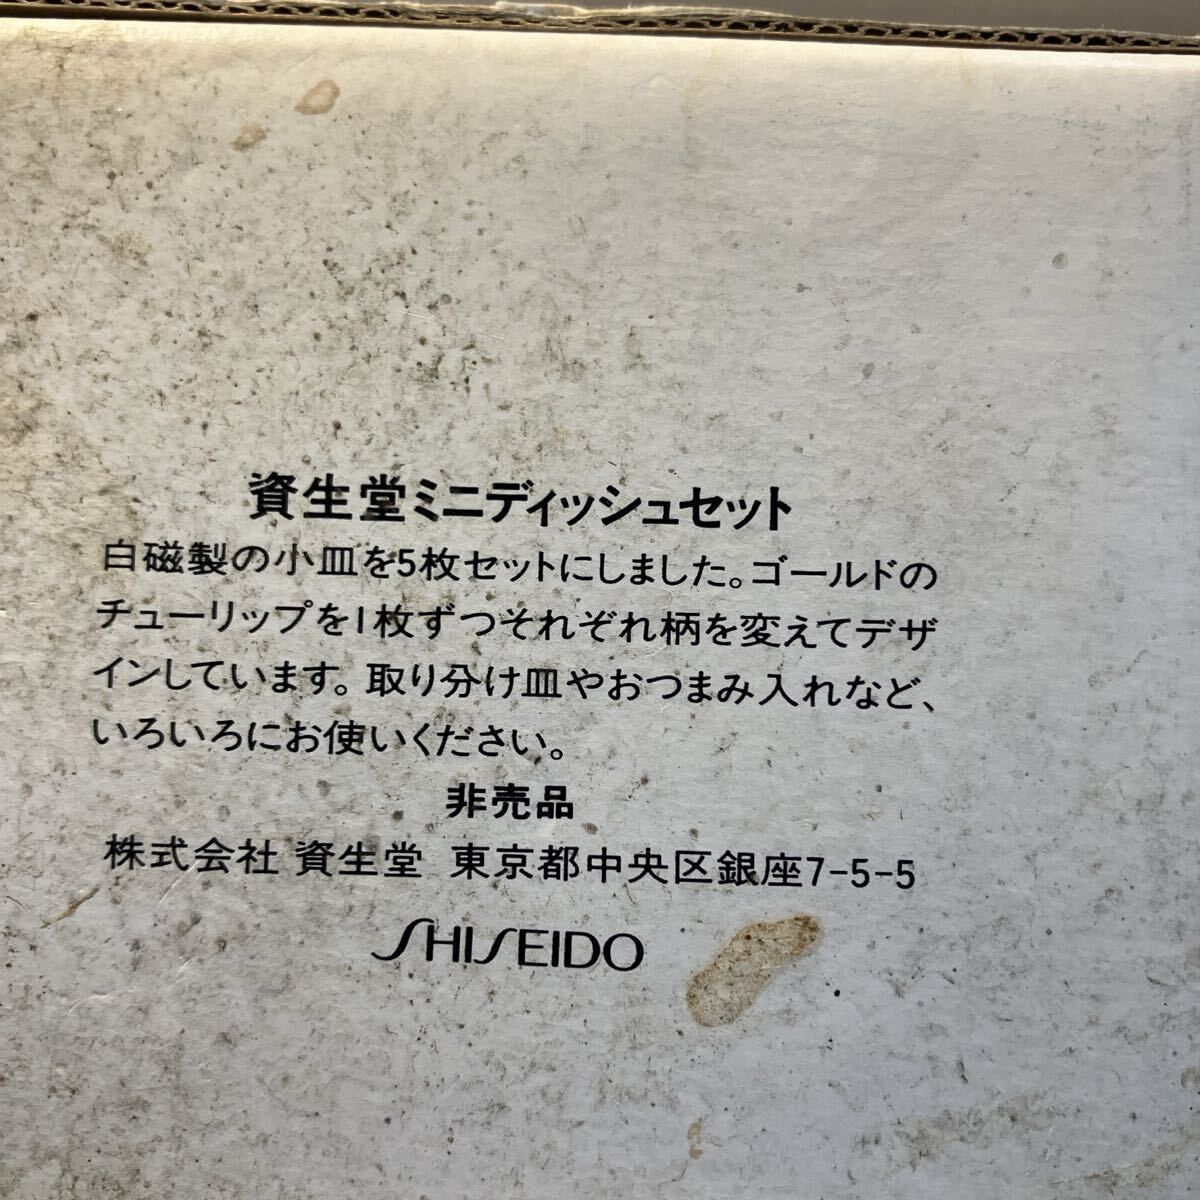 資生堂ミニディッシュセット
白磁製の小皿を5枚セットにしました。ゴールドの
チューリップを1枚ずつそれぞれ柄を変えてデザ
インしています。取り分け皿やおつまみ入れなど、
いろいろにお使いください。
非売品
株式会社 資生堂 東京都中央区銀座7-5-5
SHISEIDO